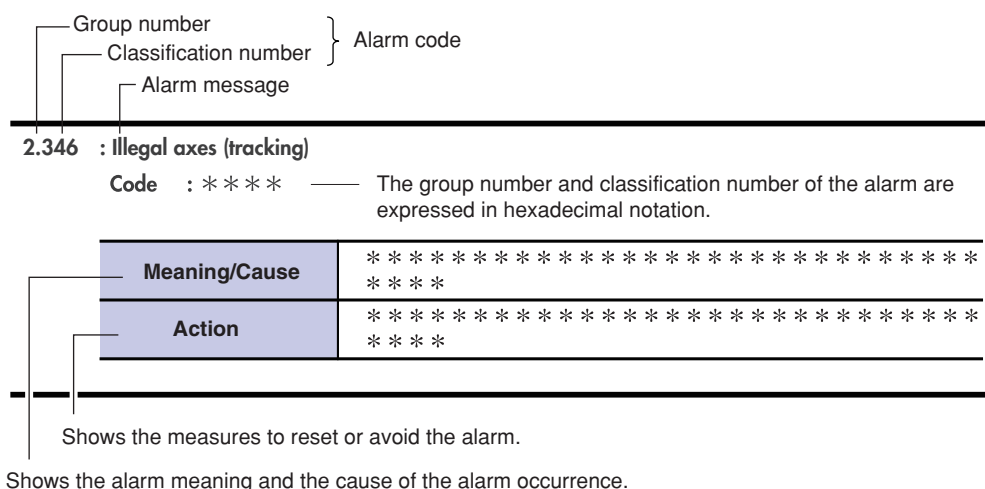 Group number
Classification number
Alarm code
Alarm message
2.346 : Illegal axes (tracking)
Code : ＊＊＊＊ The group number and classification number of the alarm are
expressed in hexadecimal notation.
Meaning/Cause
＊＊＊＊＊＊＊＊＊＊＊＊＊＊＊＊＊＊＊＊＊＊＊＊＊＊＊＊＊
＊＊＊＊
Action
＊＊＊＊＊＊＊＊＊＊＊＊＊＊＊＊＊＊＊＊＊＊＊＊＊＊＊＊＊
＊＊＊＊
Shows the measures to reset or avoid the alarm.
Shows the alarm meaning and the cause of the alarm occurrence.